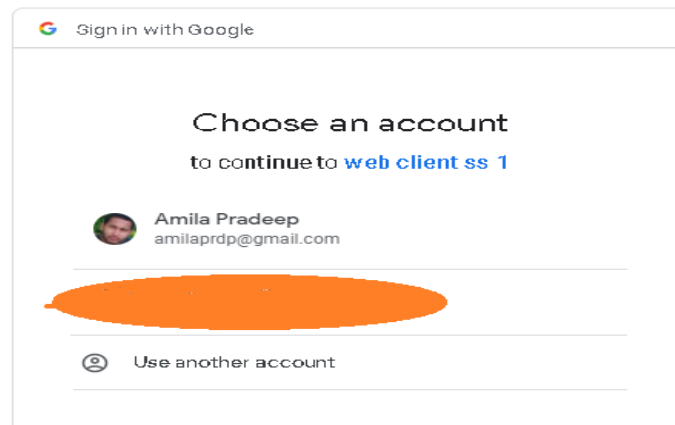 Sign in with Google
Choose an account
to continue to web client ss 1
Amila Pradeep
amilaprdp@gmail.com
Use another account